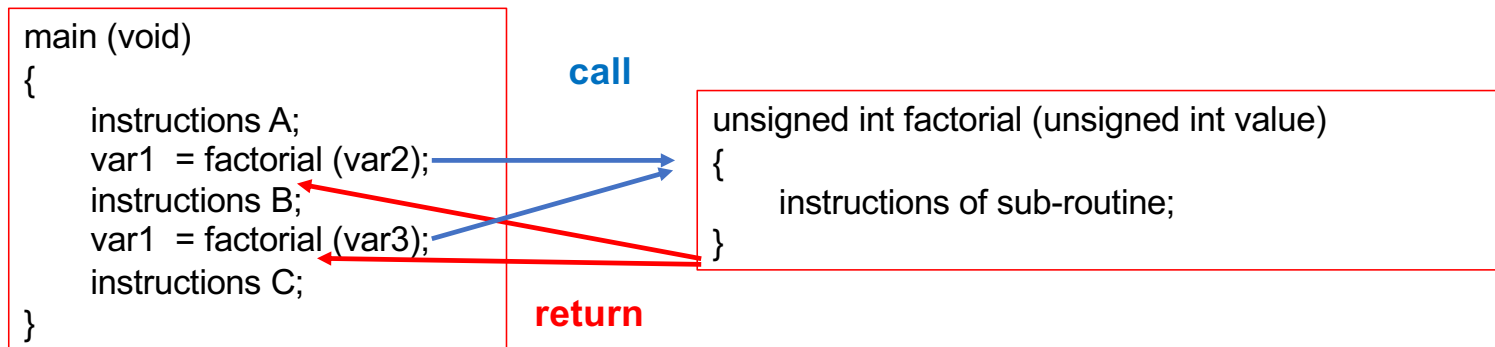 main (void)
{
instructions A;
var1  = factorial (var2);
instructions B;
var1  = factorial (var3);
instructions C;
}
call
return
unsigned int factorial (unsigned int value)
{
instructions of sub-routine;
}